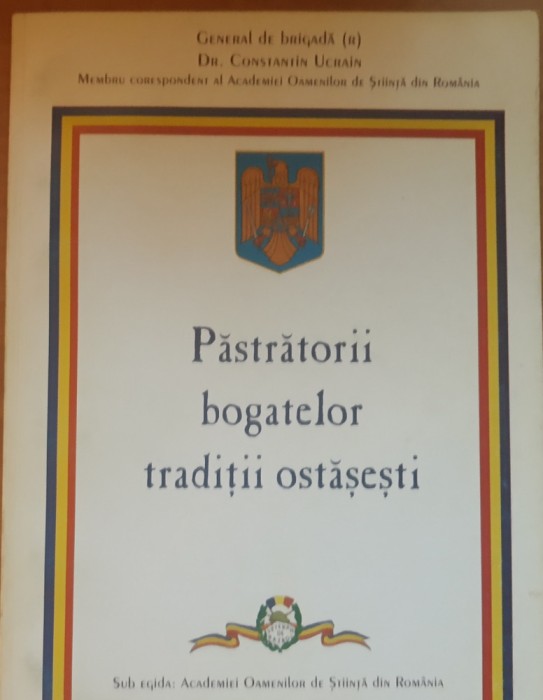 General de brigadă (r)
Dr. Constantin Ucrain
Membru corespondent al Academiei Oamenilor de Știință din România
Păstrătorii
bogatelor
tradiții ostășești
Sub egida: Academiei Oamenilor de Știință din România